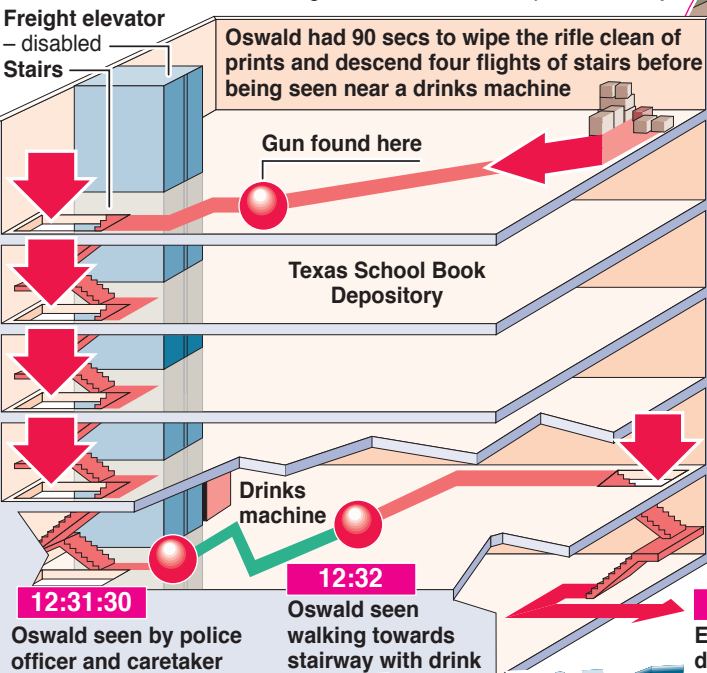 Freight elevator
– disabled
Stairs
Oswald had 90 secs to wipe the rifle clean of
prints and descend four flights of stairs before
being seen near a drinks machine
Gun found here
Texas School Book
Depository
Drinks
machine
12:31:30
Oswald seen by police
officer and caretaker
12:32
Oswald seen
walking towards
stairway with drink